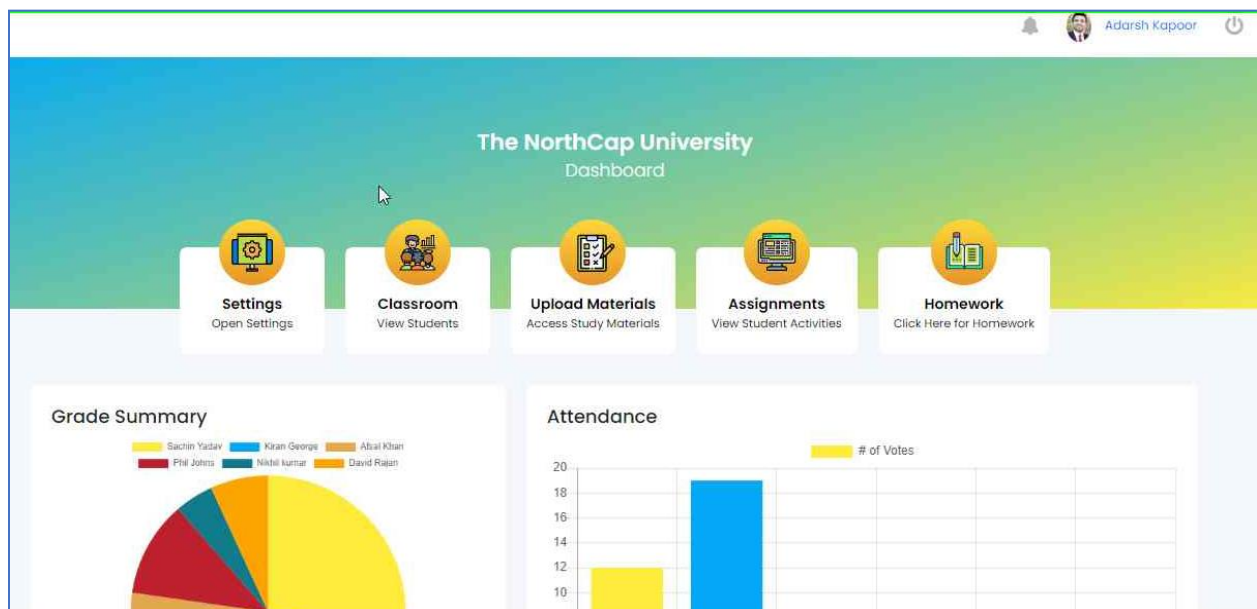 Adarsh Kapoor
The NorthCap University
Dashboard
Settings
Open Settings
Classroom
View Students
Upload Materials
Access Study Materials
Assignments
View Student Activities
Homework
Click Here for Homework
Grade Summary
Sachin Yadav Kiran George Afsal Khan
Phil Johns Nikhil kumar David Rajan
Attendance
# of Votes
20
18
16
14
12
10